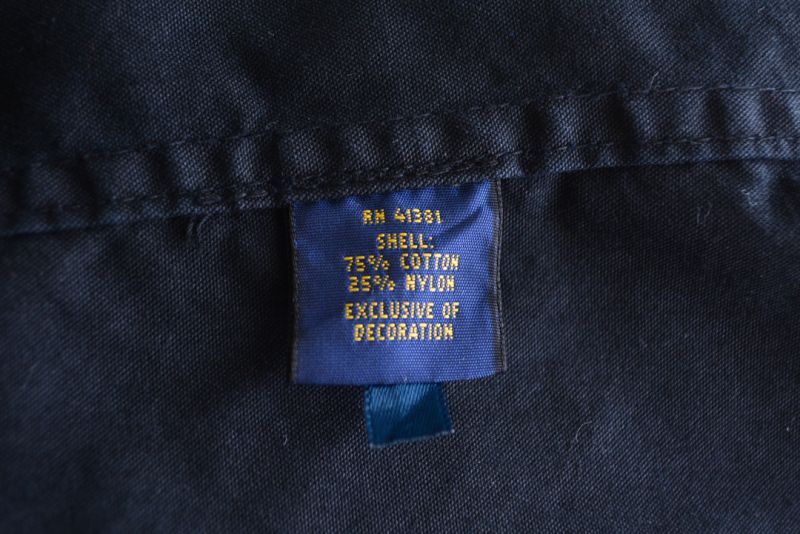 RN 41381
SHELL:
75% COTTON
25% NYLON
EXCLUSIVE OF
DECORATION